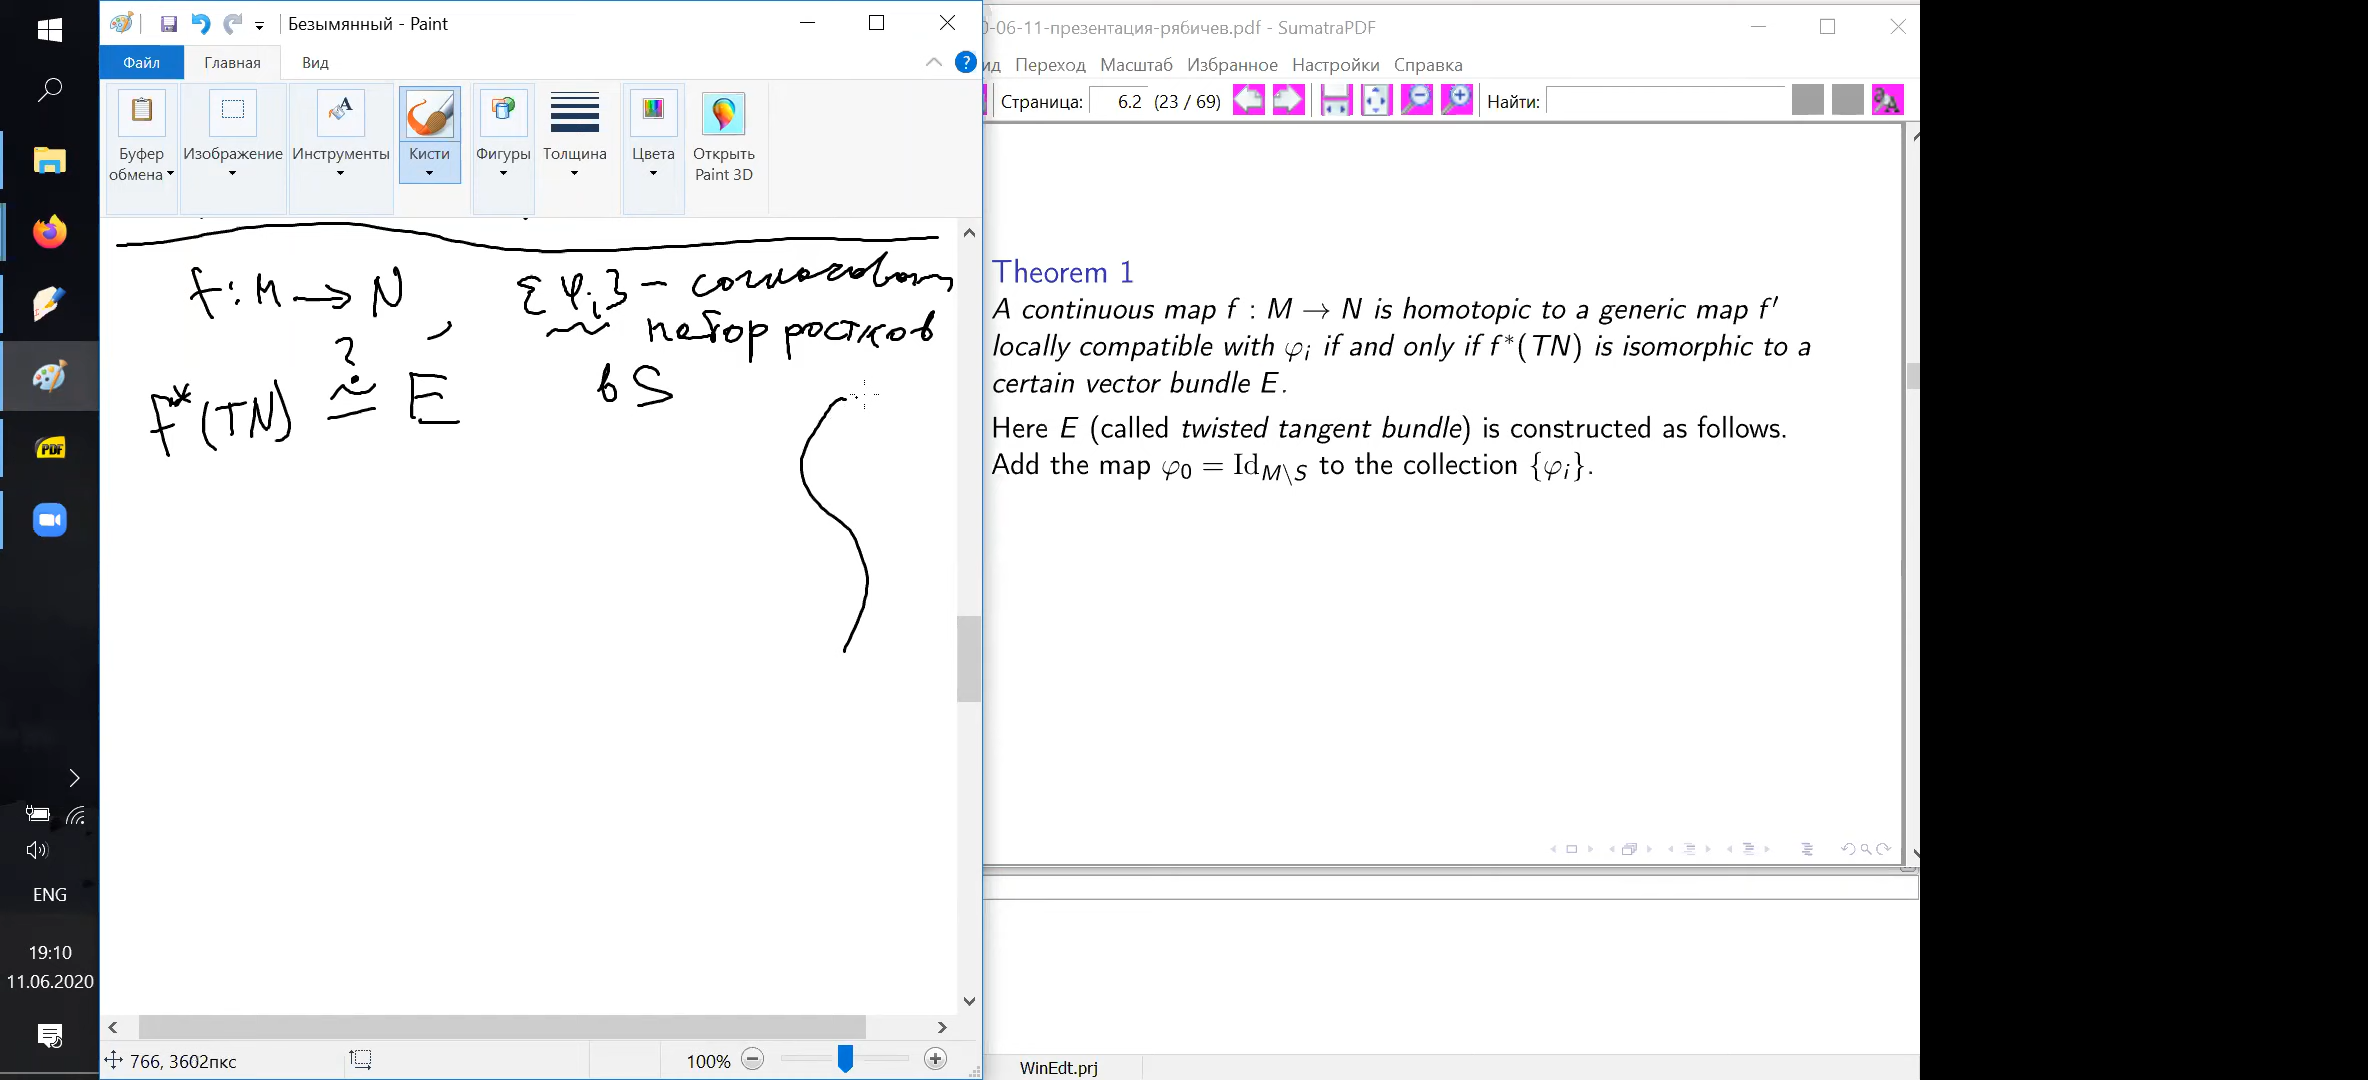 Безымянный - Paint
Файл
Главная
Вид
Буфер обмена
Изображение
Инструменты
Кисти
Фигуры
Толщина
Цвета
Открыть Paint 3D
f: M → N
{φi} – согласован
набор ростков
в S
?
f*(TN) ≅ E
766, 3602пкс
100%
ENG
19:10
11.06.2020
0-06-11-презентация-рябичев.pdf - SumatraPDF
ид Переход Масштаб Избранное Настройки Справка
Страница: 6.2 (23 / 69) Найти:
Theorem 1
A continuous map f : M → N is homotopic to a generic map f′
locally compatible with φi if and only if f*(TN) is isomorphic to a
certain vector bundle E.
Here E (called twisted tangent bundle) is constructed as follows.
Add the map φ0 = IdM\S to the collection {φi}.
WinEdt.prj
PDF